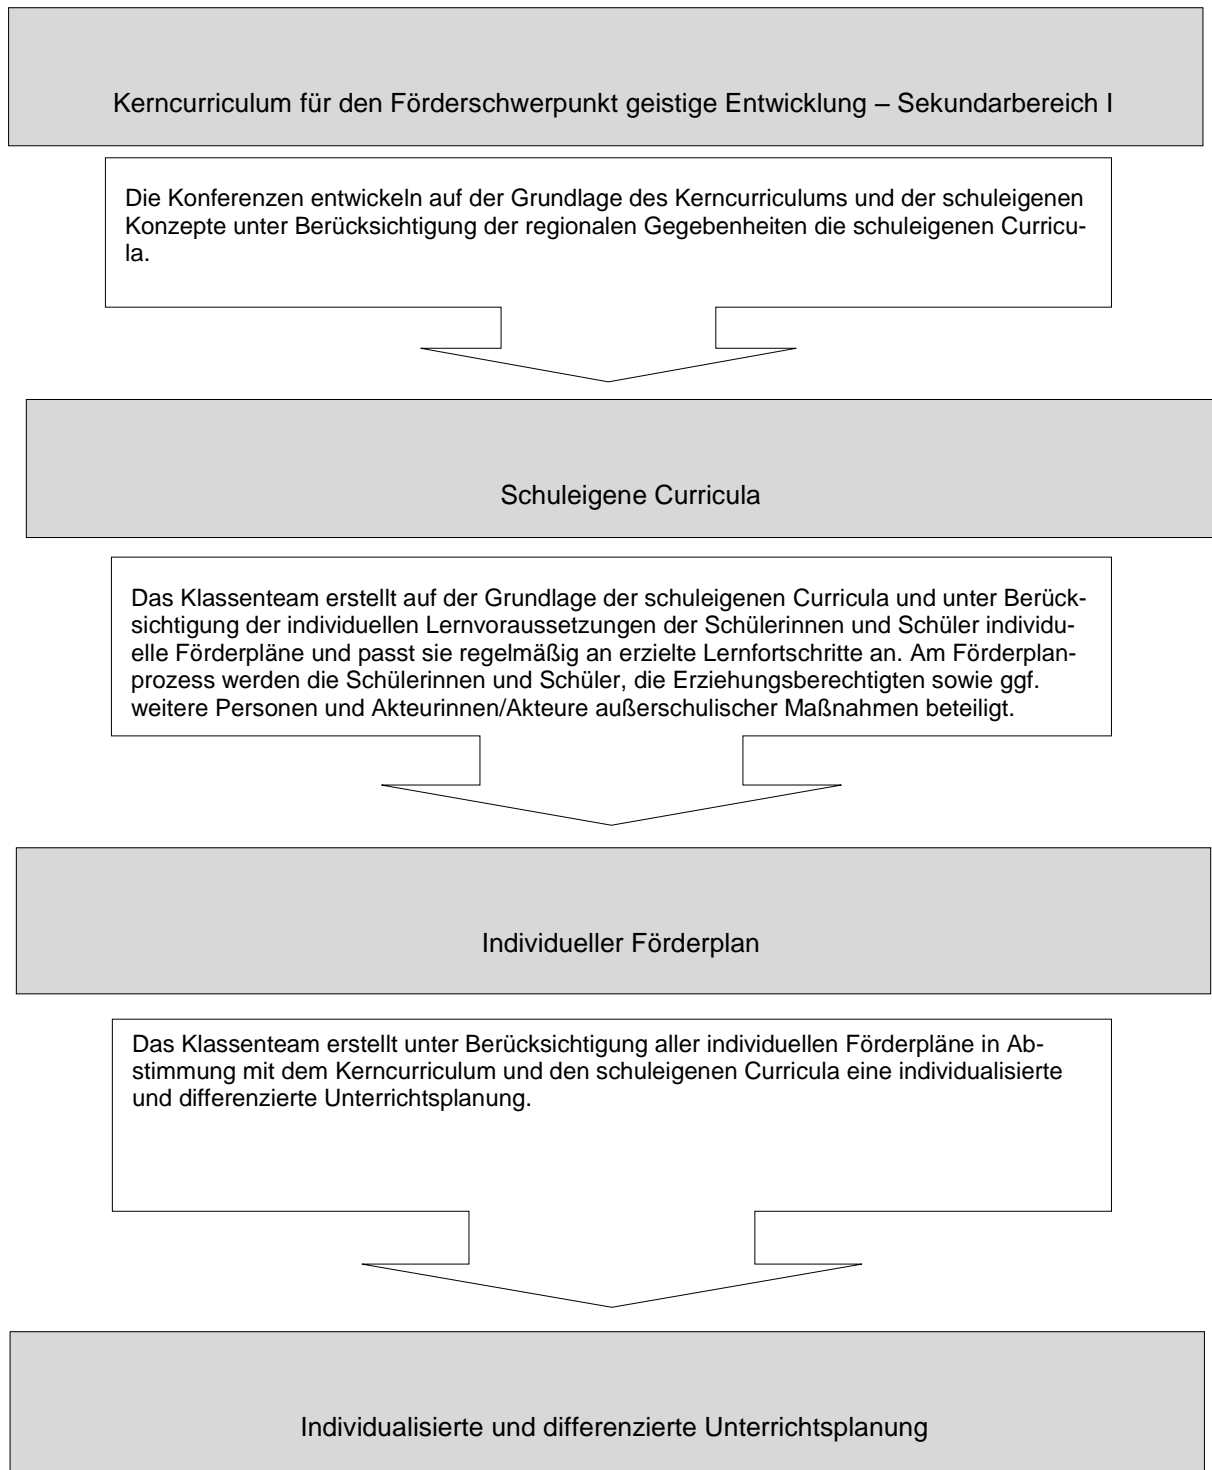 Kerncurriculum für den Förderschwerpunkt geistige Entwicklung – Sekundarbereich I
Die Konferenzen entwickeln auf der Grundlage des Kerncurriculums und der schuleigenen
Konzepte unter Berücksichtigung der regionalen Gegebenheiten die schuleigenen Curricu-
la.
Schuleigene Curricula
Das Klassenteam erstellt auf der Grundlage der schuleigenen Curricula und unter Berück-
sichtigung der individuellen Lernvoraussetzungen der Schülerinnen und Schüler individu-
elle Förderpläne und passt sie regelmäßig an erzielte Lernfortschritte an. Am Förderplan-
prozess werden die Schülerinnen und Schüler, die Erziehungsberechtigten sowie ggf.
weitere Personen und Akteurinnen/Akteure außerschulischer Maßnahmen beteiligt.
Individueller Förderplan
Das Klassenteam erstellt unter Berücksichtigung aller individuellen Förderpläne in Ab-
stimmung mit dem Kerncurriculum und den schuleigenen Curricula eine individualisierte
und differenzierte Unterrichtsplanung.
Individualisierte und differenzierte Unterrichtsplanung